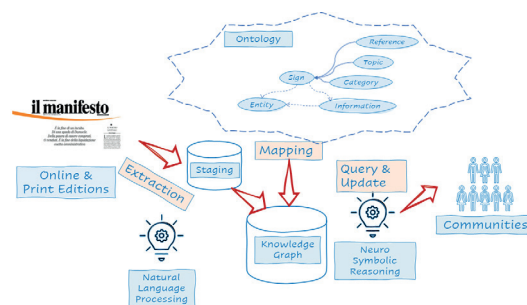 Ontology
Reference
Topic
Sign
Category
Entity
Information
il manifesto
Online &
Print Editions
Extraction
Staging
Mapping
Query &
Update
Knowledge
Graph
Natural
Language
Processing
Neuro
Symbolic
Reasoning
Communities